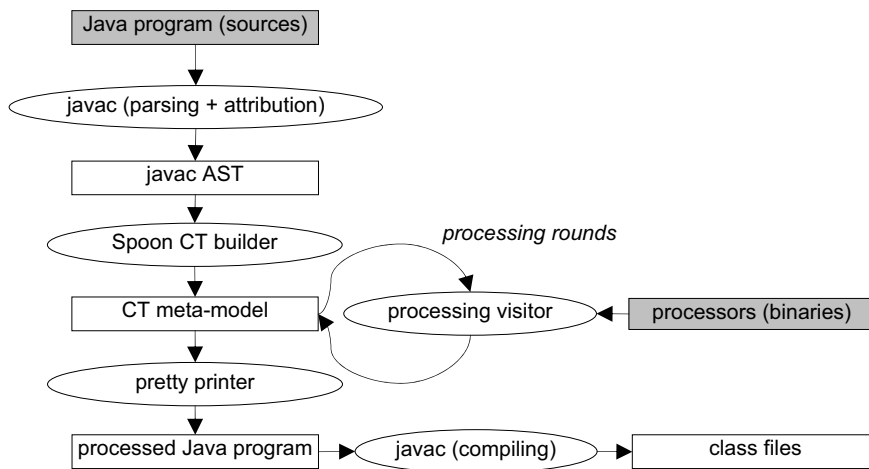 Java program (sources)
javac (parsing + attribution)
javac AST
Spoon CT builder
processing rounds
CT meta-model
processing visitor
processors (binaries)
pretty printer
processed Java program
javac (compiling)
class files